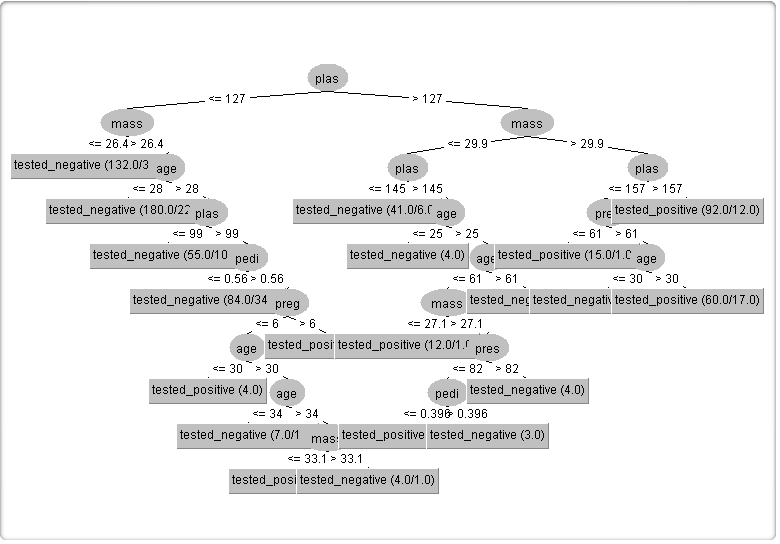 plas
<= 127 > 127
mass mass
<= 26.4 > 26.4 <= 29.9 > 29.9
tested_negative (132.0/3 age plas plas
<= 28 > 28 <= 145 > 145 <= 157 > 157
tested_negative (180.0/22 plas tested_negative (41.0/6.0 age pre tested_positive (92.0/12.0)
<= 99 > 99 <= 25 > 25 <= 61 > 61
tested_negative (55.0/10 pedi tested_negative (4.0) age tested_positive (15.0/1.0 age
<= 0.56 > 0.56 <= 61 > 61 <= 30 > 30
tested_negative (84.0/34 preg mass tested_neg tested_negativ tested_positive (60.0/17.0)
<= 6 > 6 <= 27.1 > 27.1
age tested_posit tested_positive (12.0/1.0 pres
<= 30 > 30 <= 82 > 82
tested_positive (4.0) age pedi tested_negative (4.0)
<= 34 > 34 <= 0.396 > 0.396
tested_negative (7.0/1 mass tested_positive tested_negative (3.0)
<= 33.1 > 33.1
tested_posi tested_negative (4.0/1.0)